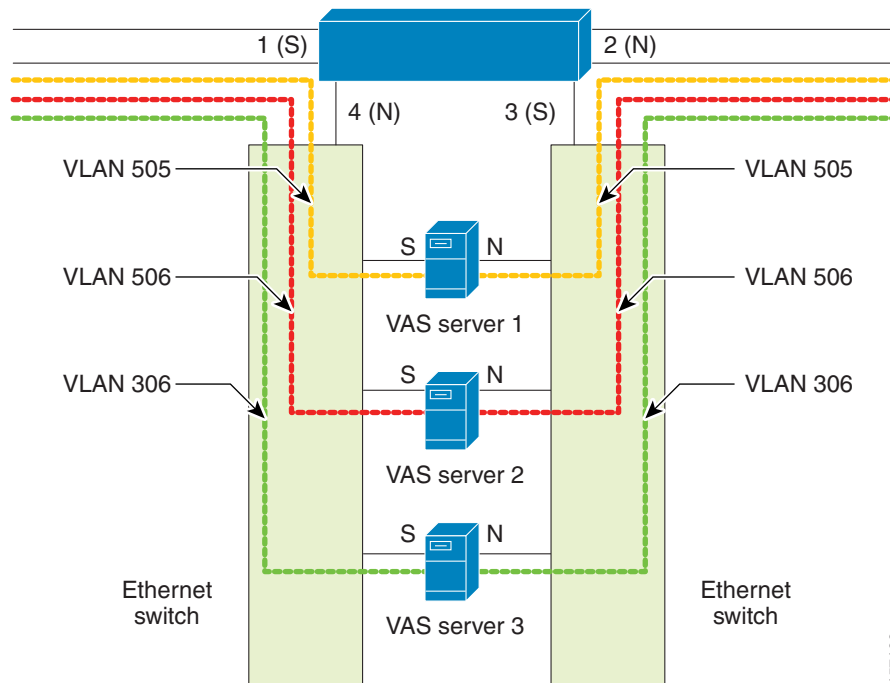 1 (S)
2 (N)
4 (N)
3 (S)
VLAN 505
VLAN 505
S
N
VAS server 1
VLAN 506
VLAN 506
S
N
VAS server 2
VLAN 306
VLAN 306
S
N
VAS server 3
Ethernet
switch
Ethernet
switch